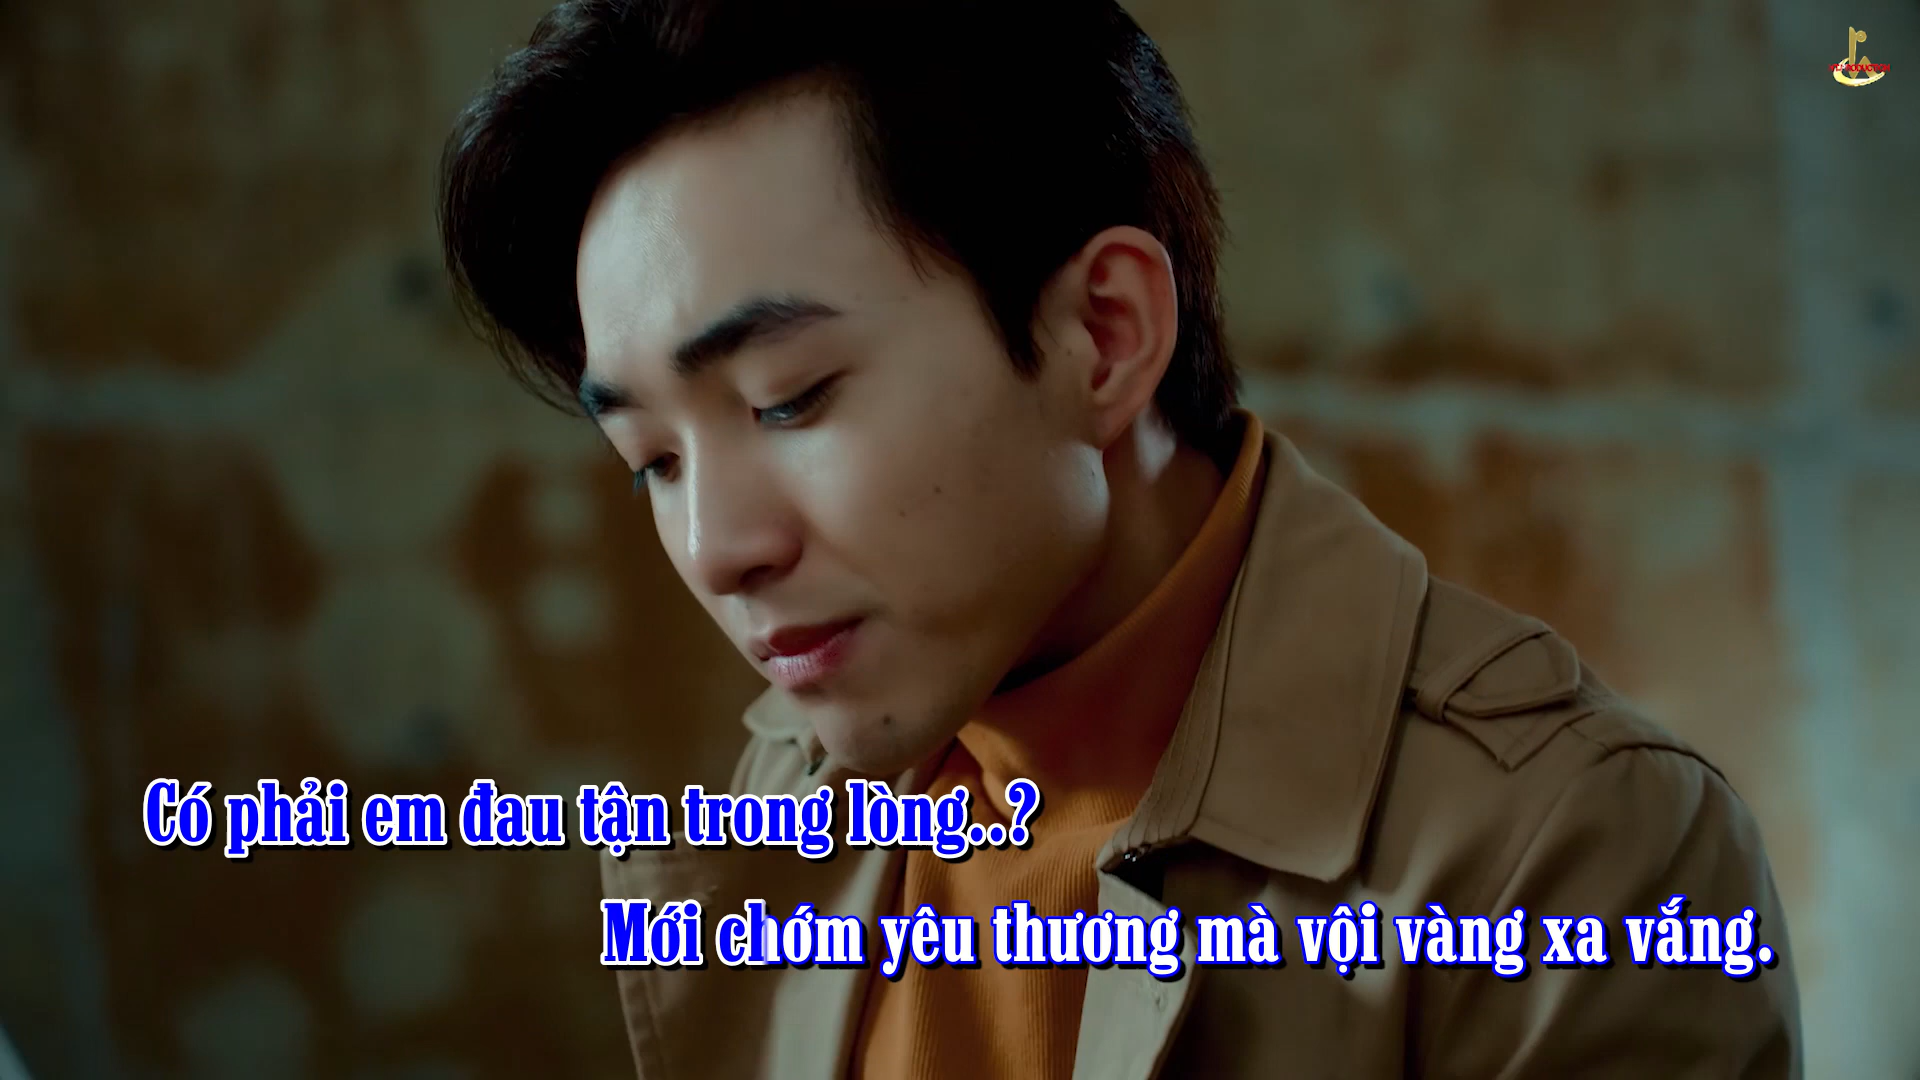 Có phải em đau tận trong lòng..?
Mới chớm yêu thương mà vội vàng xa vắng.